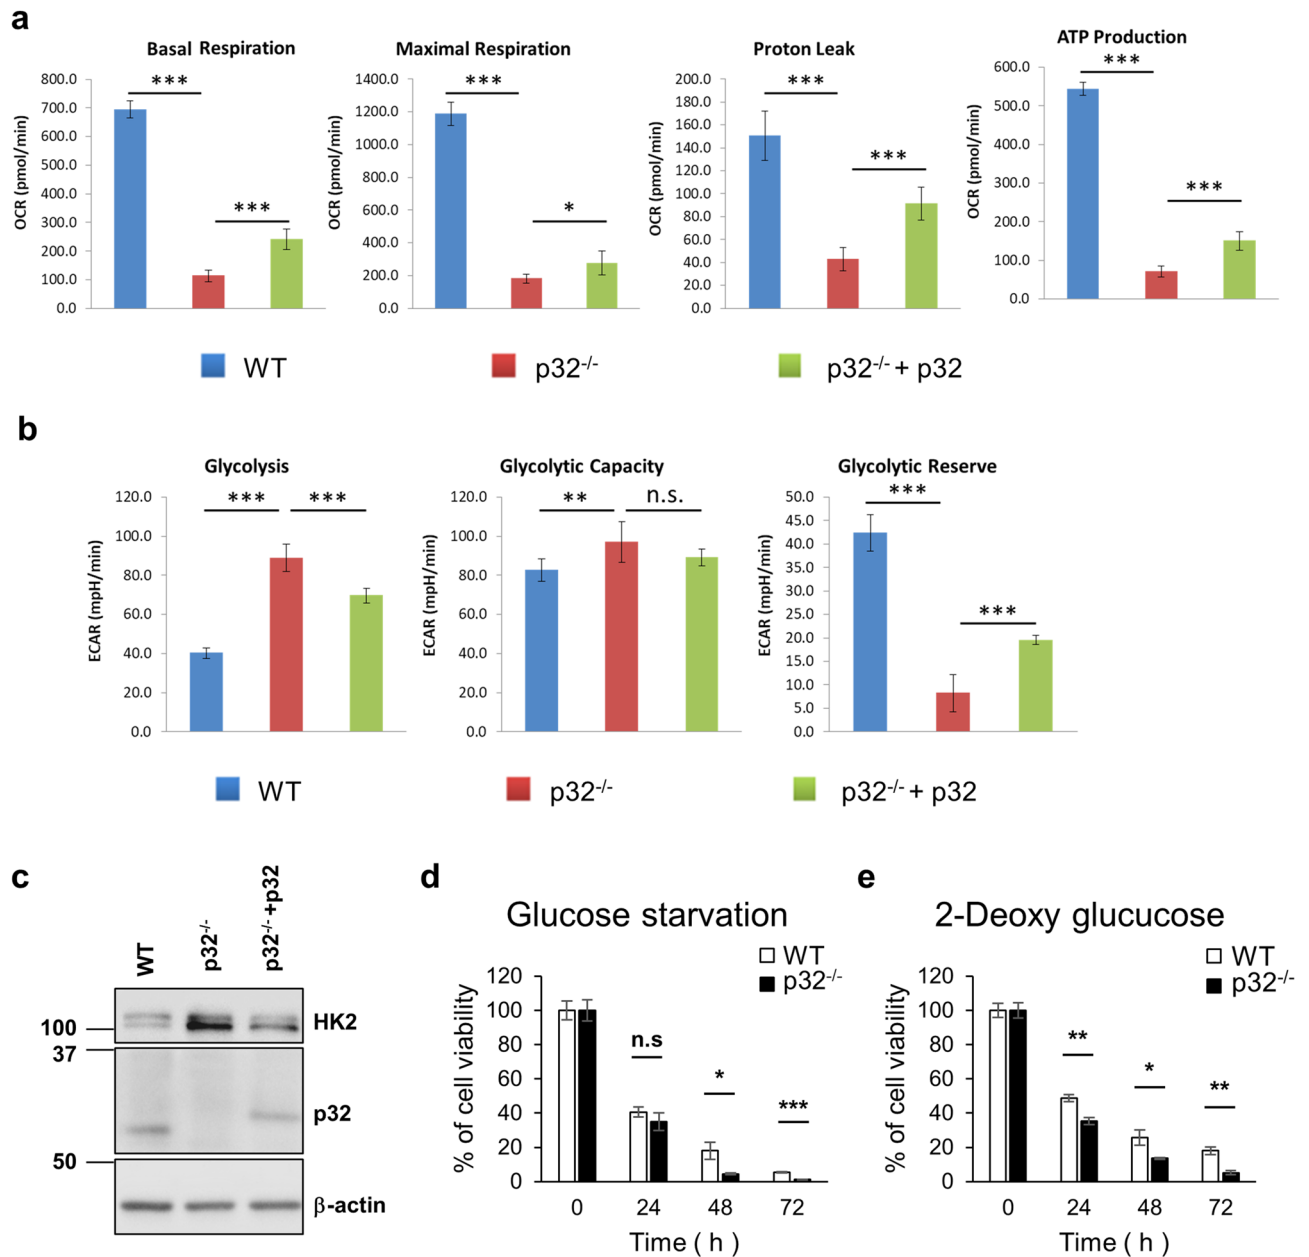 a
Basal Respiration
Maximal Respiration
Proton Leak
ATP Production
OCR (pmol/min)
800.0
700.0
600.0
500.0
400.0
300.0
200.0
100.0
0.0
***
***
OCR (pmol/min)
1400.0
1200.0
1000.0
800.0
600.0
400.0
200.0
0.0
***
*
OCR (pmol/min)
200.0
180.0
160.0
140.0
120.0
100.0
80.0
60.0
40.0
20.0
0.0
***
***
OCR (pmol/min)
600.0
500.0
400.0
300.0
200.0
100.0
0.0
***
***
WT
p32-/-
p32-/- + p32
b
Glycolysis
Glycolytic Capacity
Glycolytic Reserve
ECAR (mpH/min)
120.0
100.0
80.0
60.0
40.0
20.0
0.0
***
***
ECAR (mpH/min)
120.0
100.0
80.0
60.0
40.0
20.0
0.0
**
n.s.
ECAR (mpH/min)
50.0
45.0
40.0
35.0
30.0
25.0
20.0
15.0
10.0
5.0
0.0
***
***
WT
p32-/-
p32-/- + p32
c
WT
p32-/-
p32-/- +p32
100
HK2
37
p32
50
β-actin
d
Glucose starvation
WT
p32-/-
% of cell viability
120
100
80
60
40
20
0
n.s
*
***
0
24
48
72
Time ( h )
e
2-Deoxy glucucose
WT
p32-/-
% of cell viability
120
100
80
60
40
20
0
**
*
**
0
24
48
72
Time ( h )